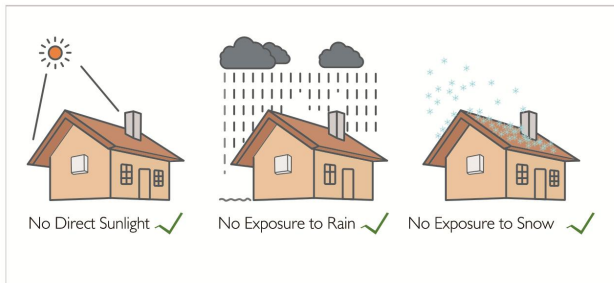 No Direct Sunlight
No Exposure to Rain
No Exposure to Snow